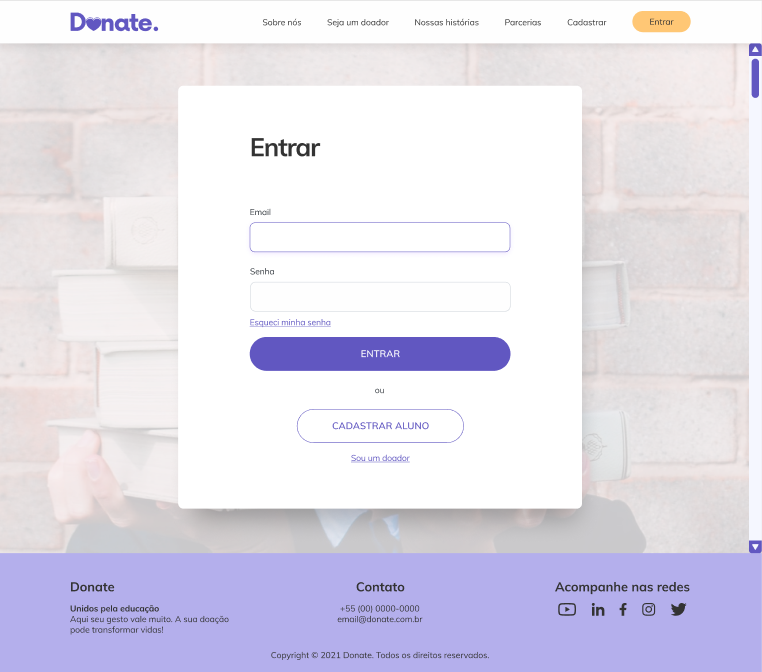 Donate.
Sobre nós
Seja um doador
Nossas histórias
Parcerias
Cadastrar
Entrar
Entrar
Email
Senha
Esqueci minha senha
ENTRAR
ou
CADASTRAR ALUNO
Sou um doador
Donate
Unidos pela educação
Aqui seu gesto vale muito. A sua doação
pode transformar vidas!
Contato
+55 (00) 0000-0000
email@donate.com.br
Acompanhe nas redes
Copyright © 2021 Donate. Todos os direitos reservados.